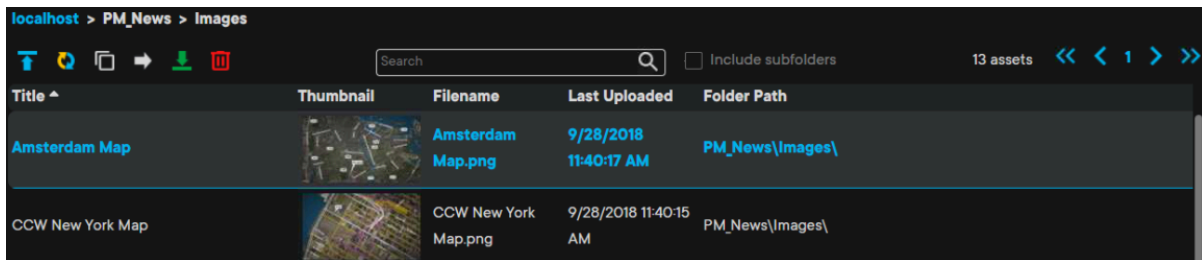 localhost > PM_News > Images
Search
Include subfolders
13 assets
1
Title Thumbnail Filename Last Uploaded Folder Path
Amsterdam Map
Amsterdam
Map.png
9/28/2018
11:40:17 AM
PM_News\Images\
CCW New York Map
CCW New York
Map.png
9/28/2018 11:40:15
AM
PM_News\Images\